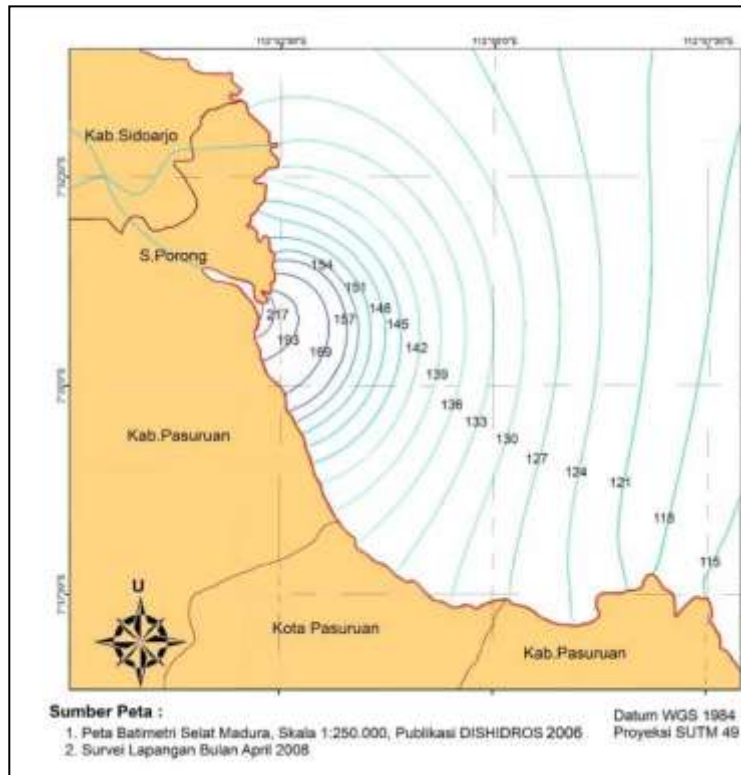 Kab.Sidoarjo
S.Porong
154
151
217
148
157
145
193
169
142
139
136
133
130
Kab.Pasuruan
127
124
121
118
115
U
Kota Pasuruan
Kab.Pasuruan
Sumber Peta :
1. Peta Batimetri Selat Madura, Skala 1:250.000, Publikasi DISHIDROS 2006
2. Survei Lapangan Bulan April 2008
Datum WGS 1984
Proyeksi SUTM 49